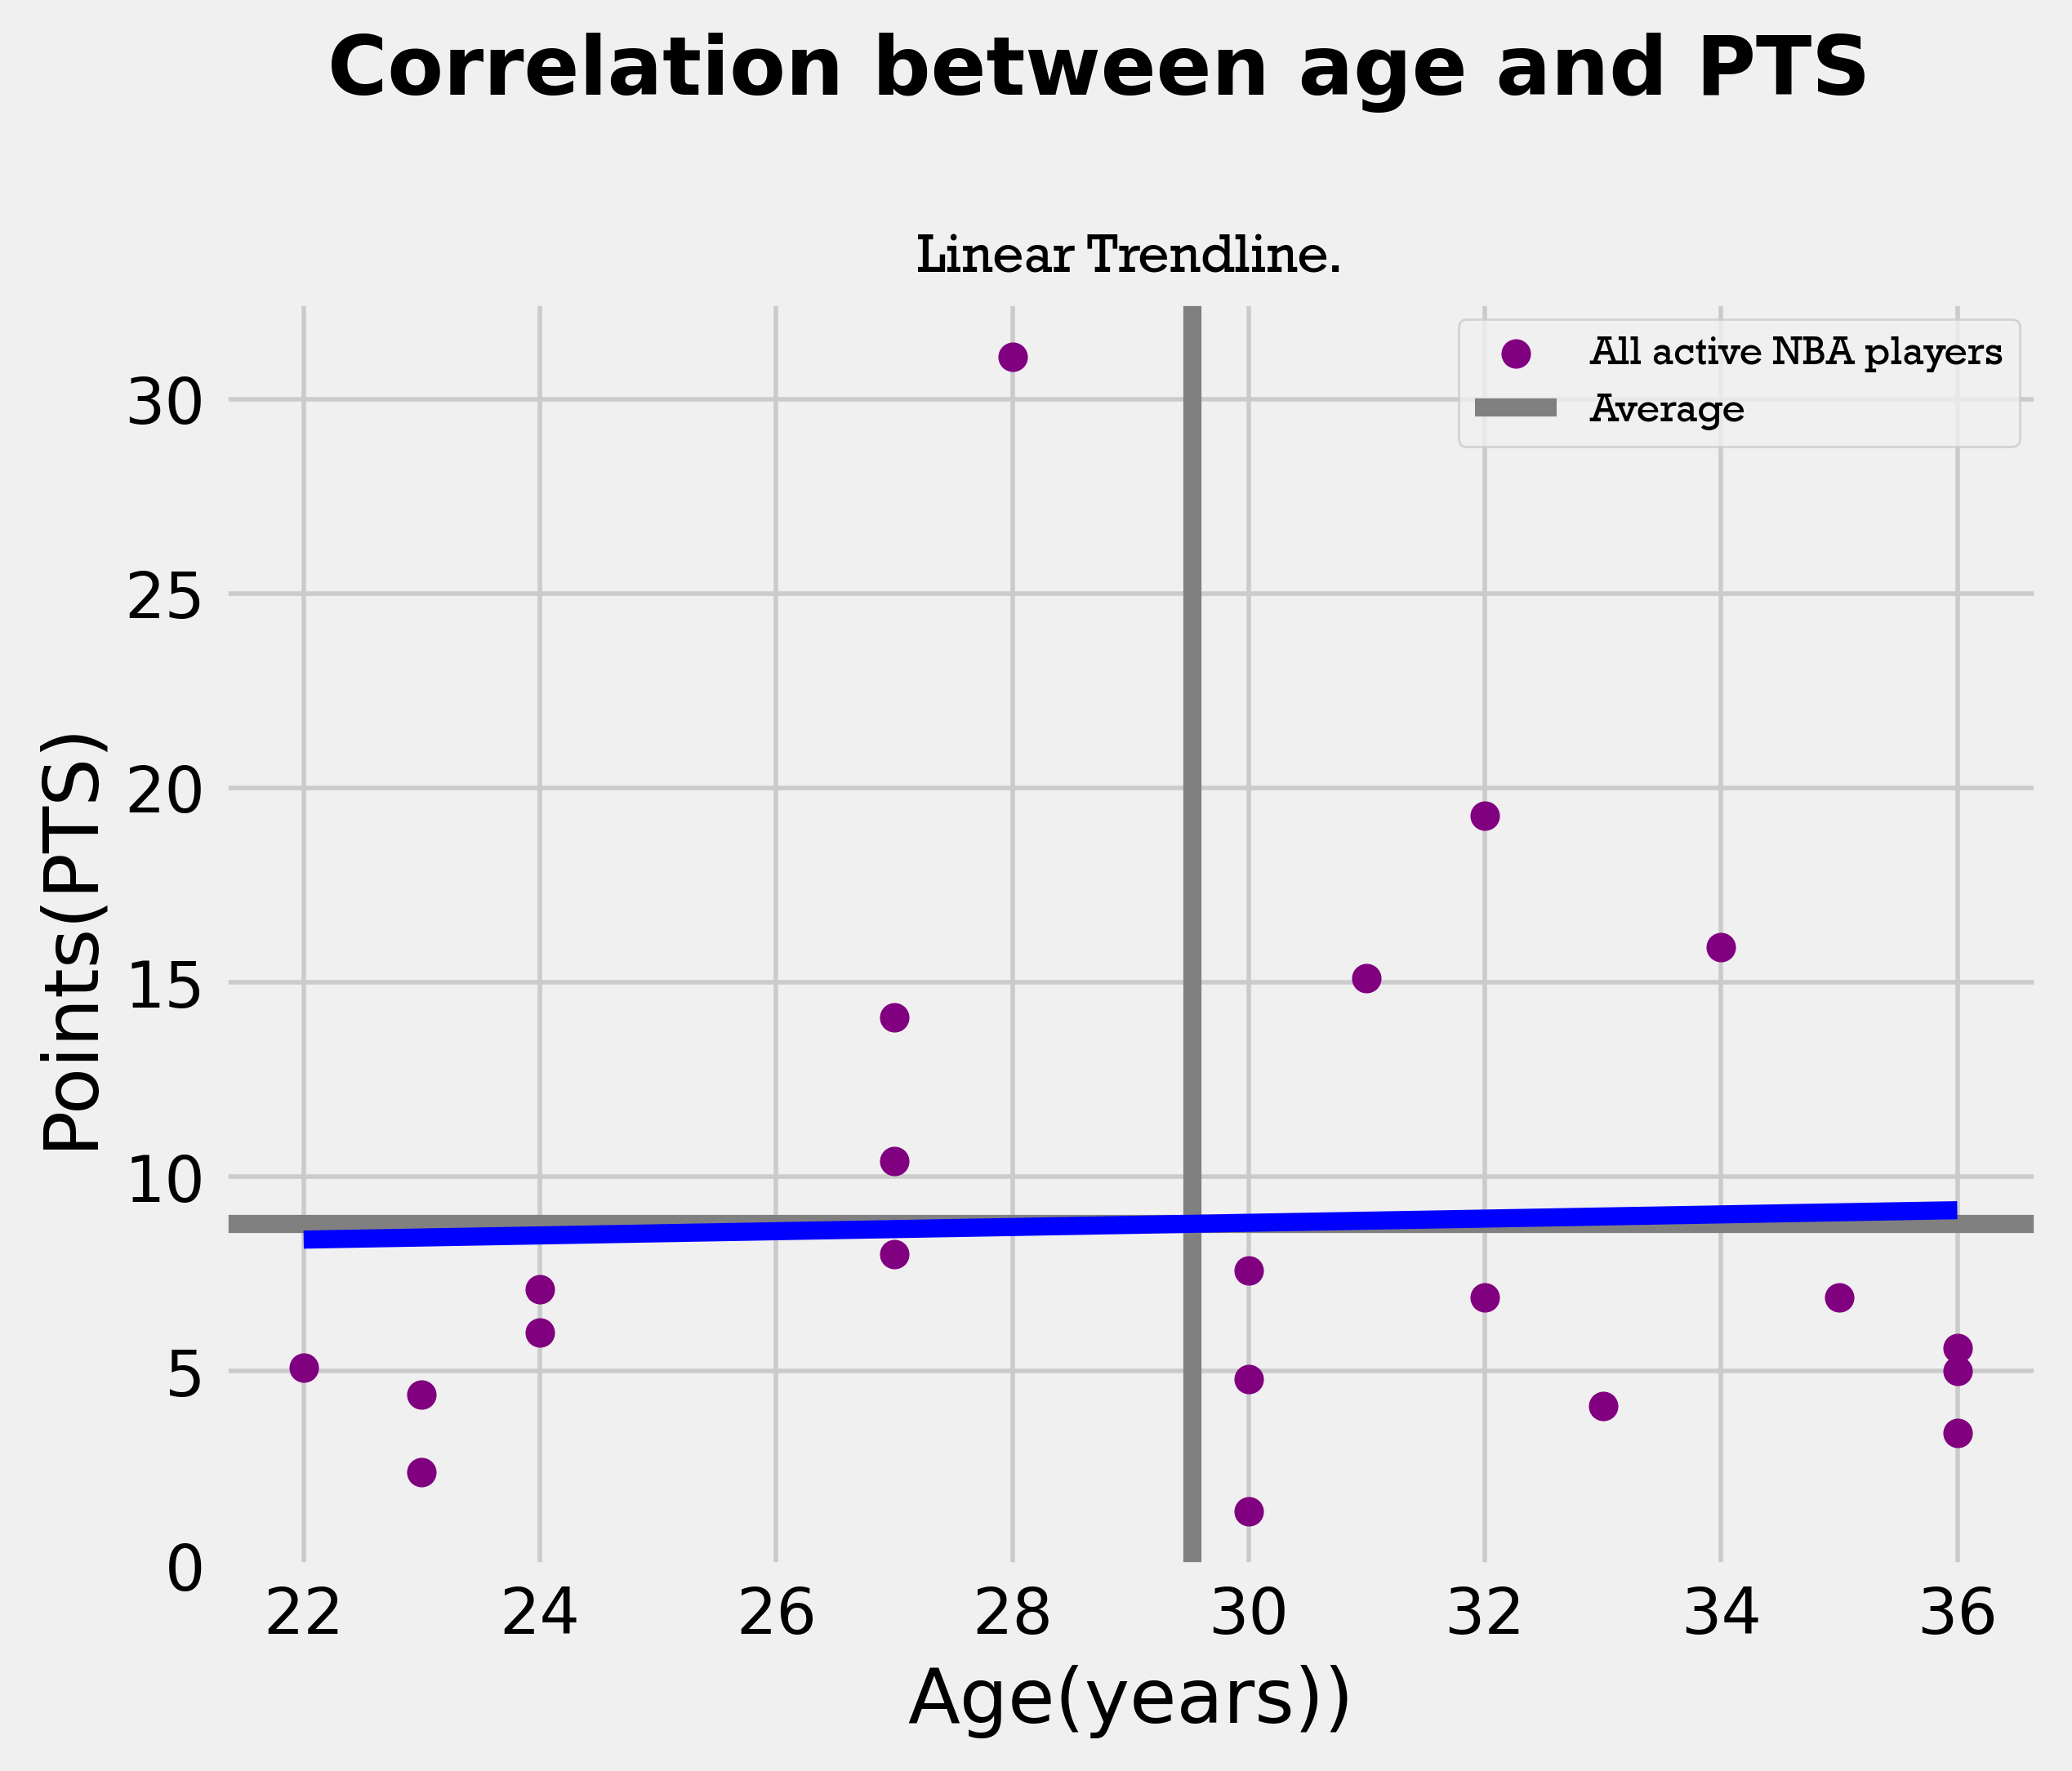 Correlation between age and PTS
Linear Trendline.
All active NBA players
Average
30
25
20
15
10
5
0
Points(PTS)
22 24 26 28 30 32 34 36
Age(years))